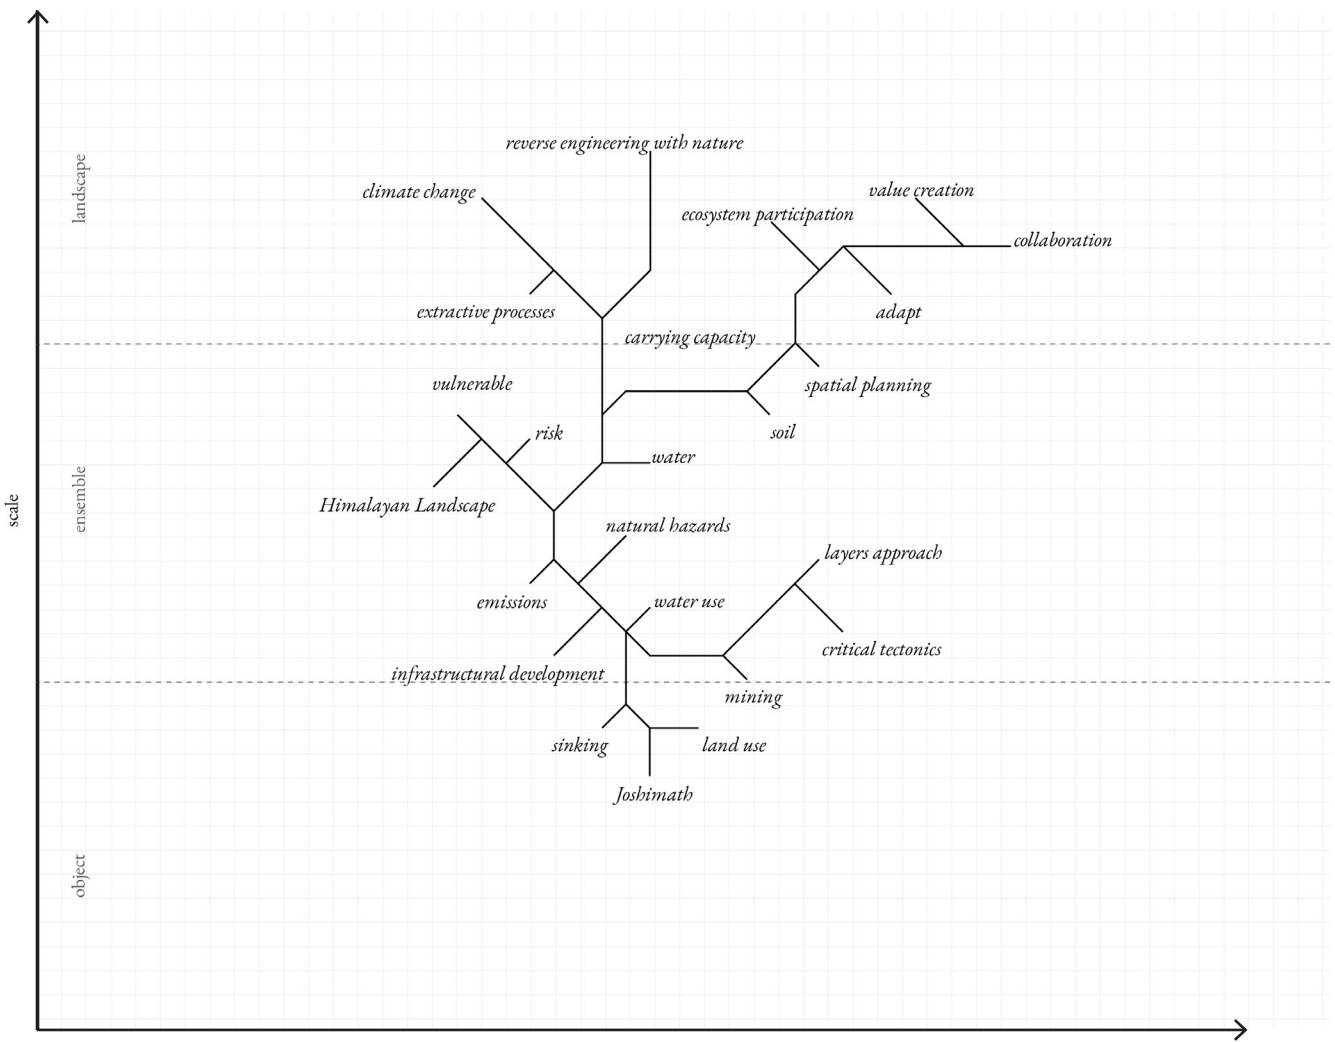 reverse engineering with nature
climate change
value creation
landscape
ecosystem participation
collaboration
extractive processes
adapt
carrying capacity
vulnerable
spatial planning
risk
soil
water
ensemble
scale
Himalayan Landscape
natural hazards
layers approach
emissions
water use
critical tectonics
infrastructural development
mining
sinking
land use
Joshimath
object